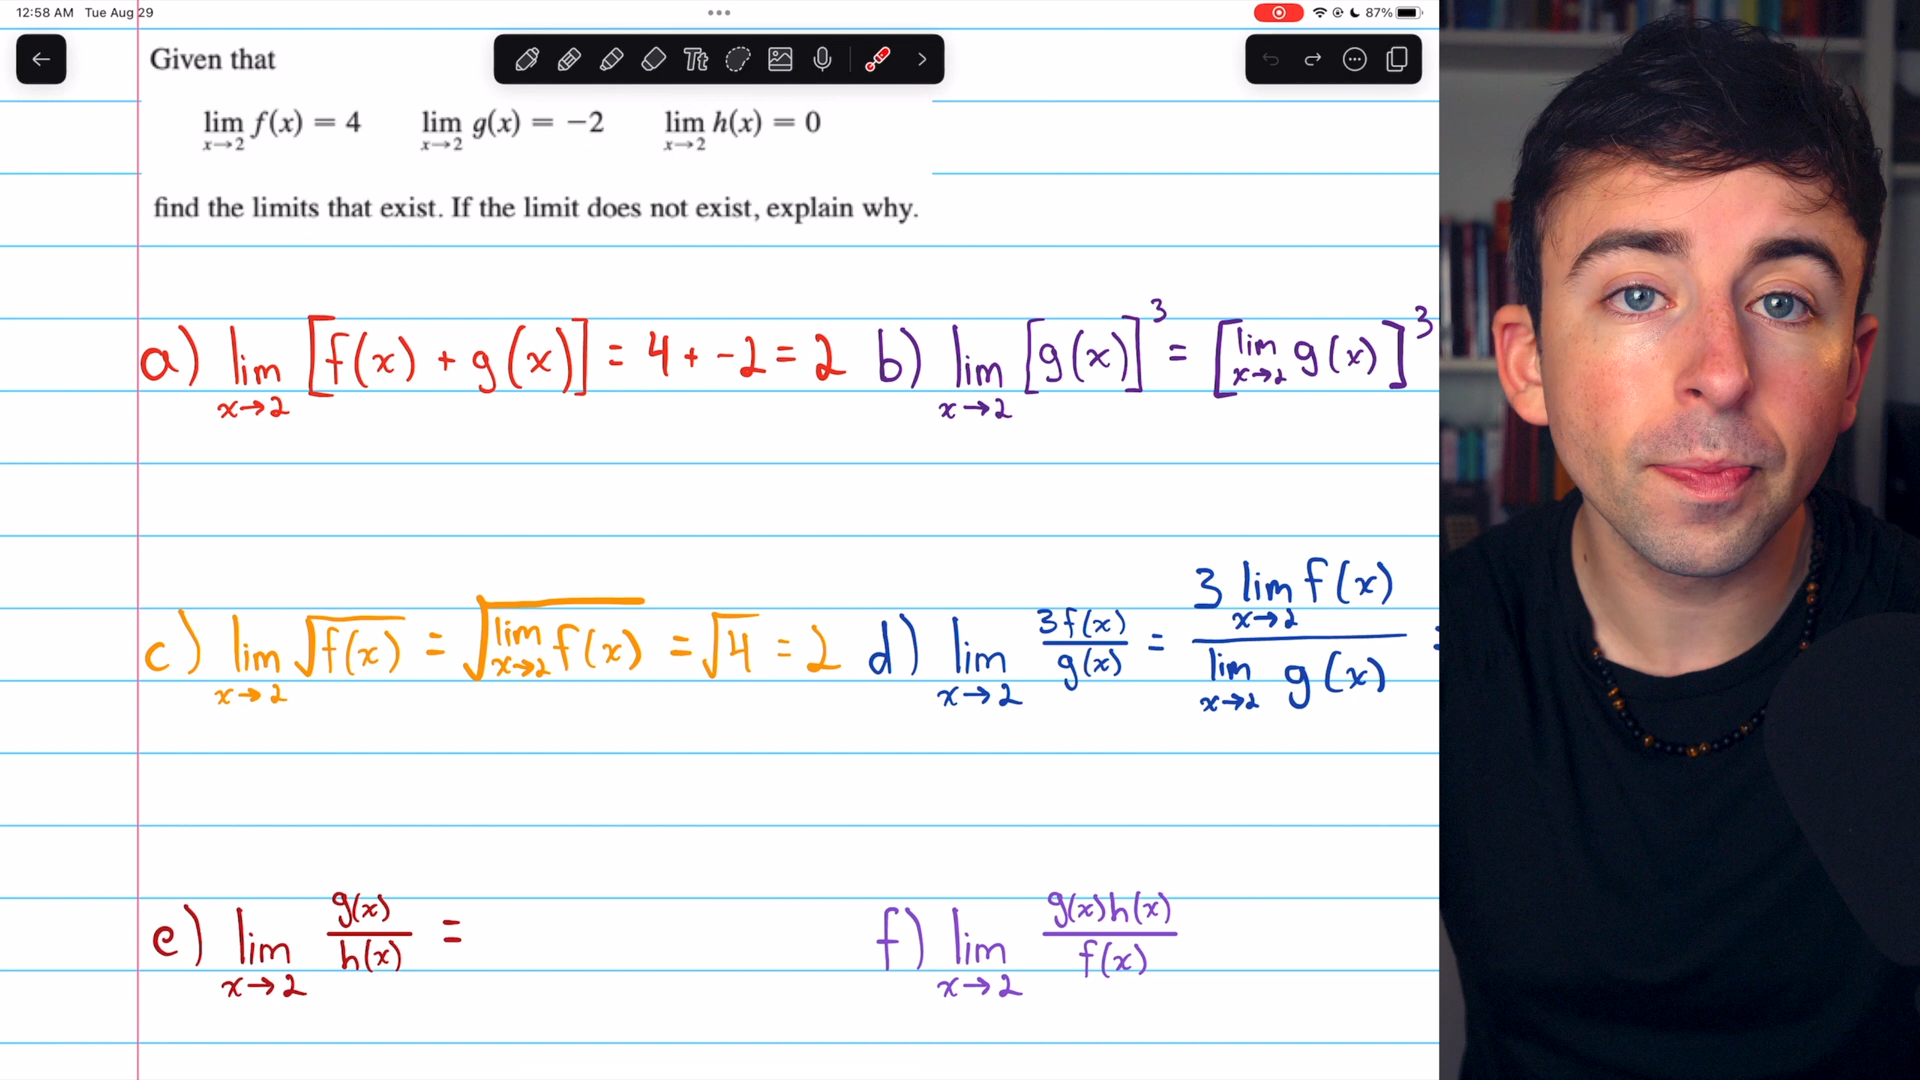 12:58 AM Tue Aug 29
87%
Given that
Tt
lim x→2 f(x) = 4 lim x→2 g(x) = −2 lim x→2 h(x) = 0
find the limits that exist. If the limit does not exist, explain why.
a) lim x→2 [f(x) + g(x)] = 4 + -2 = 2
b) lim x→2 [g(x)]³ = [lim x→2 g(x)]³
c) lim x→2 √f(x) = √lim x→2 f(x) = √4 = 2
d) lim x→2 3f(x)/g(x) = 3 lim x→2 f(x) / lim x→2 g(x) =
e) lim x→2 g(x)/h(x) =
f) lim x→2 g(x)h(x)/f(x)